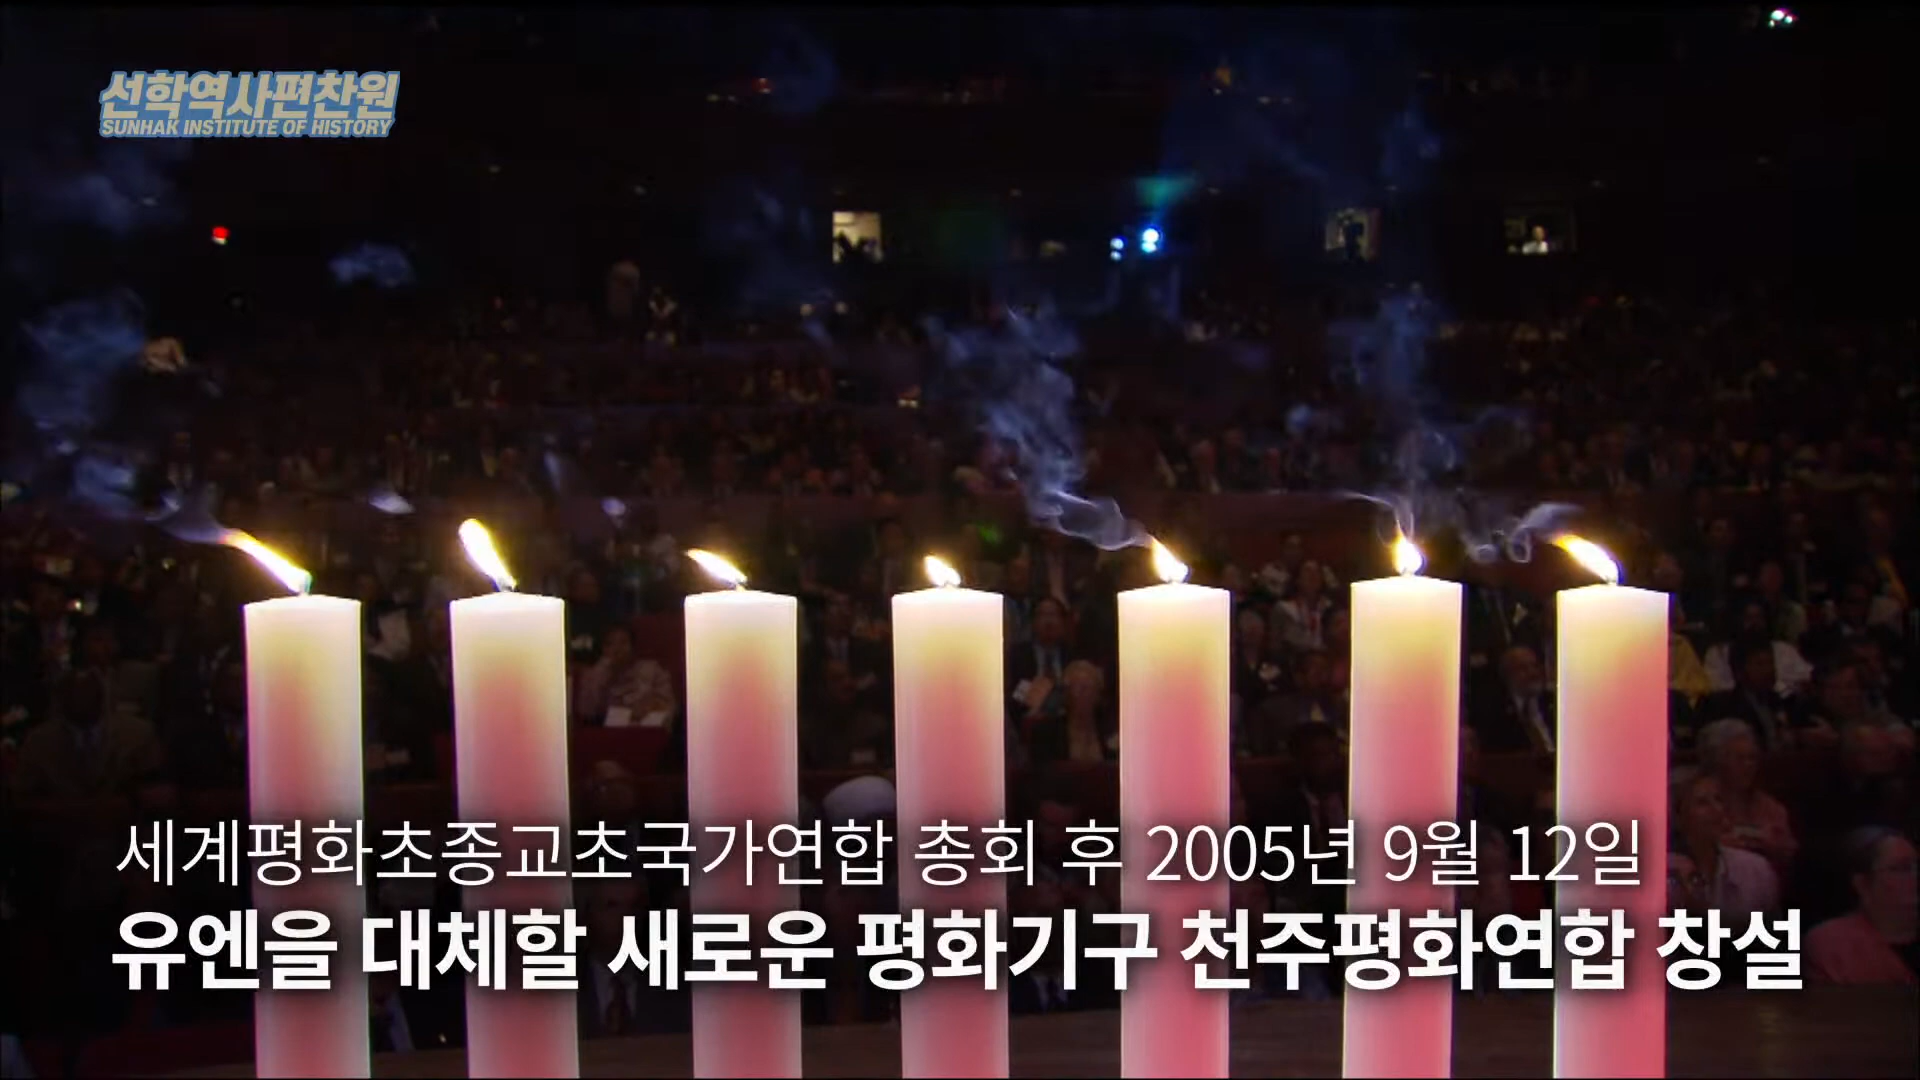 선학역사편찬원
SUNHAK INSTITUTE OF HISTORY
세계평화초종교초국가연합 총회 후 2005년 9월 12일
유엔을 대체할 새로운 평화기구 천주평화연합 창설